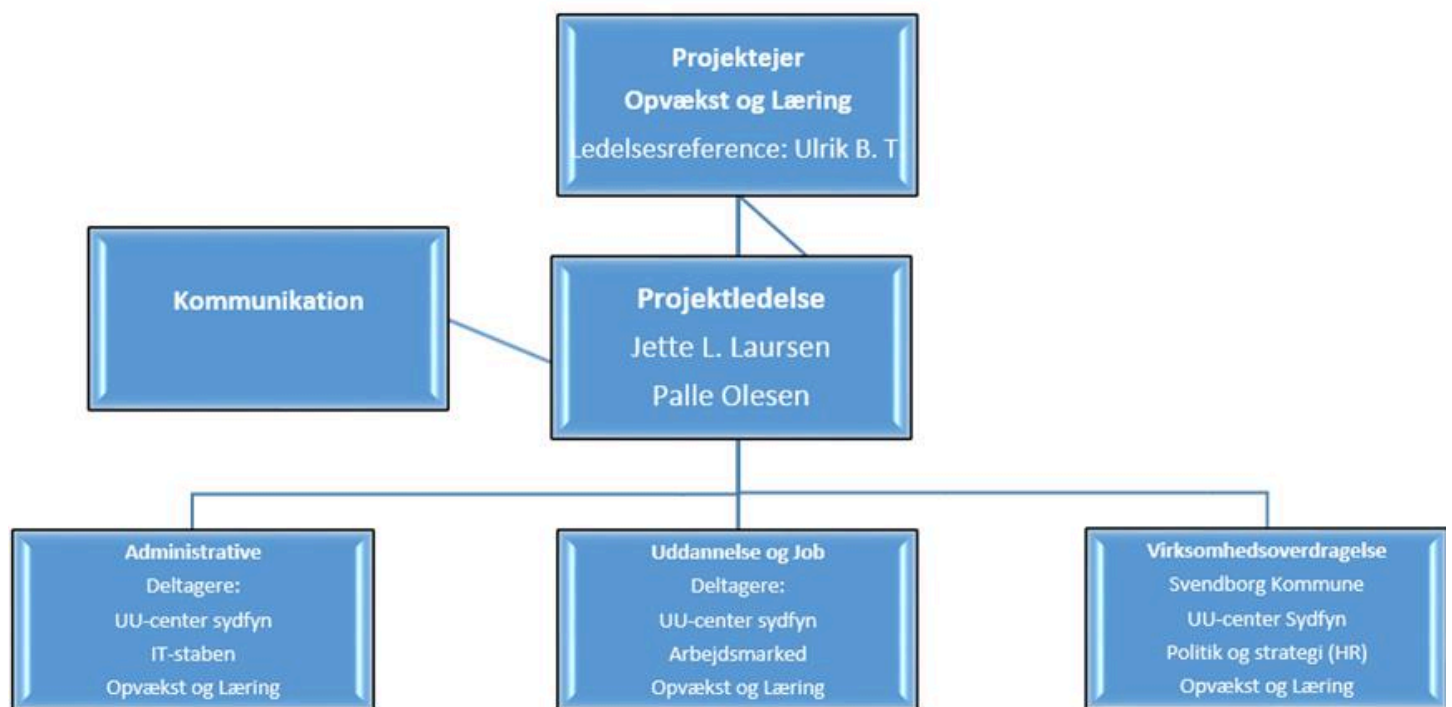 Projektejer
Opvækst og Læring
Ledelsesreference: Ulrik B. T
Kommunikation
Projektledelse
Jette L. Laursen
Palle Olesen
Administrative
Deltagere:
UU-center sydfyn
IT-staben
Opvækst og Læring
Uddannelse og Job
Deltagere:
UU-center sydfyn
Arbejdsmarked
Opvækst og Læring
Virksomhedsoverdragelse
Svendborg Kommune
UU-center Sydfyn
Politik og strategi (HR)
Opvækst og Læring